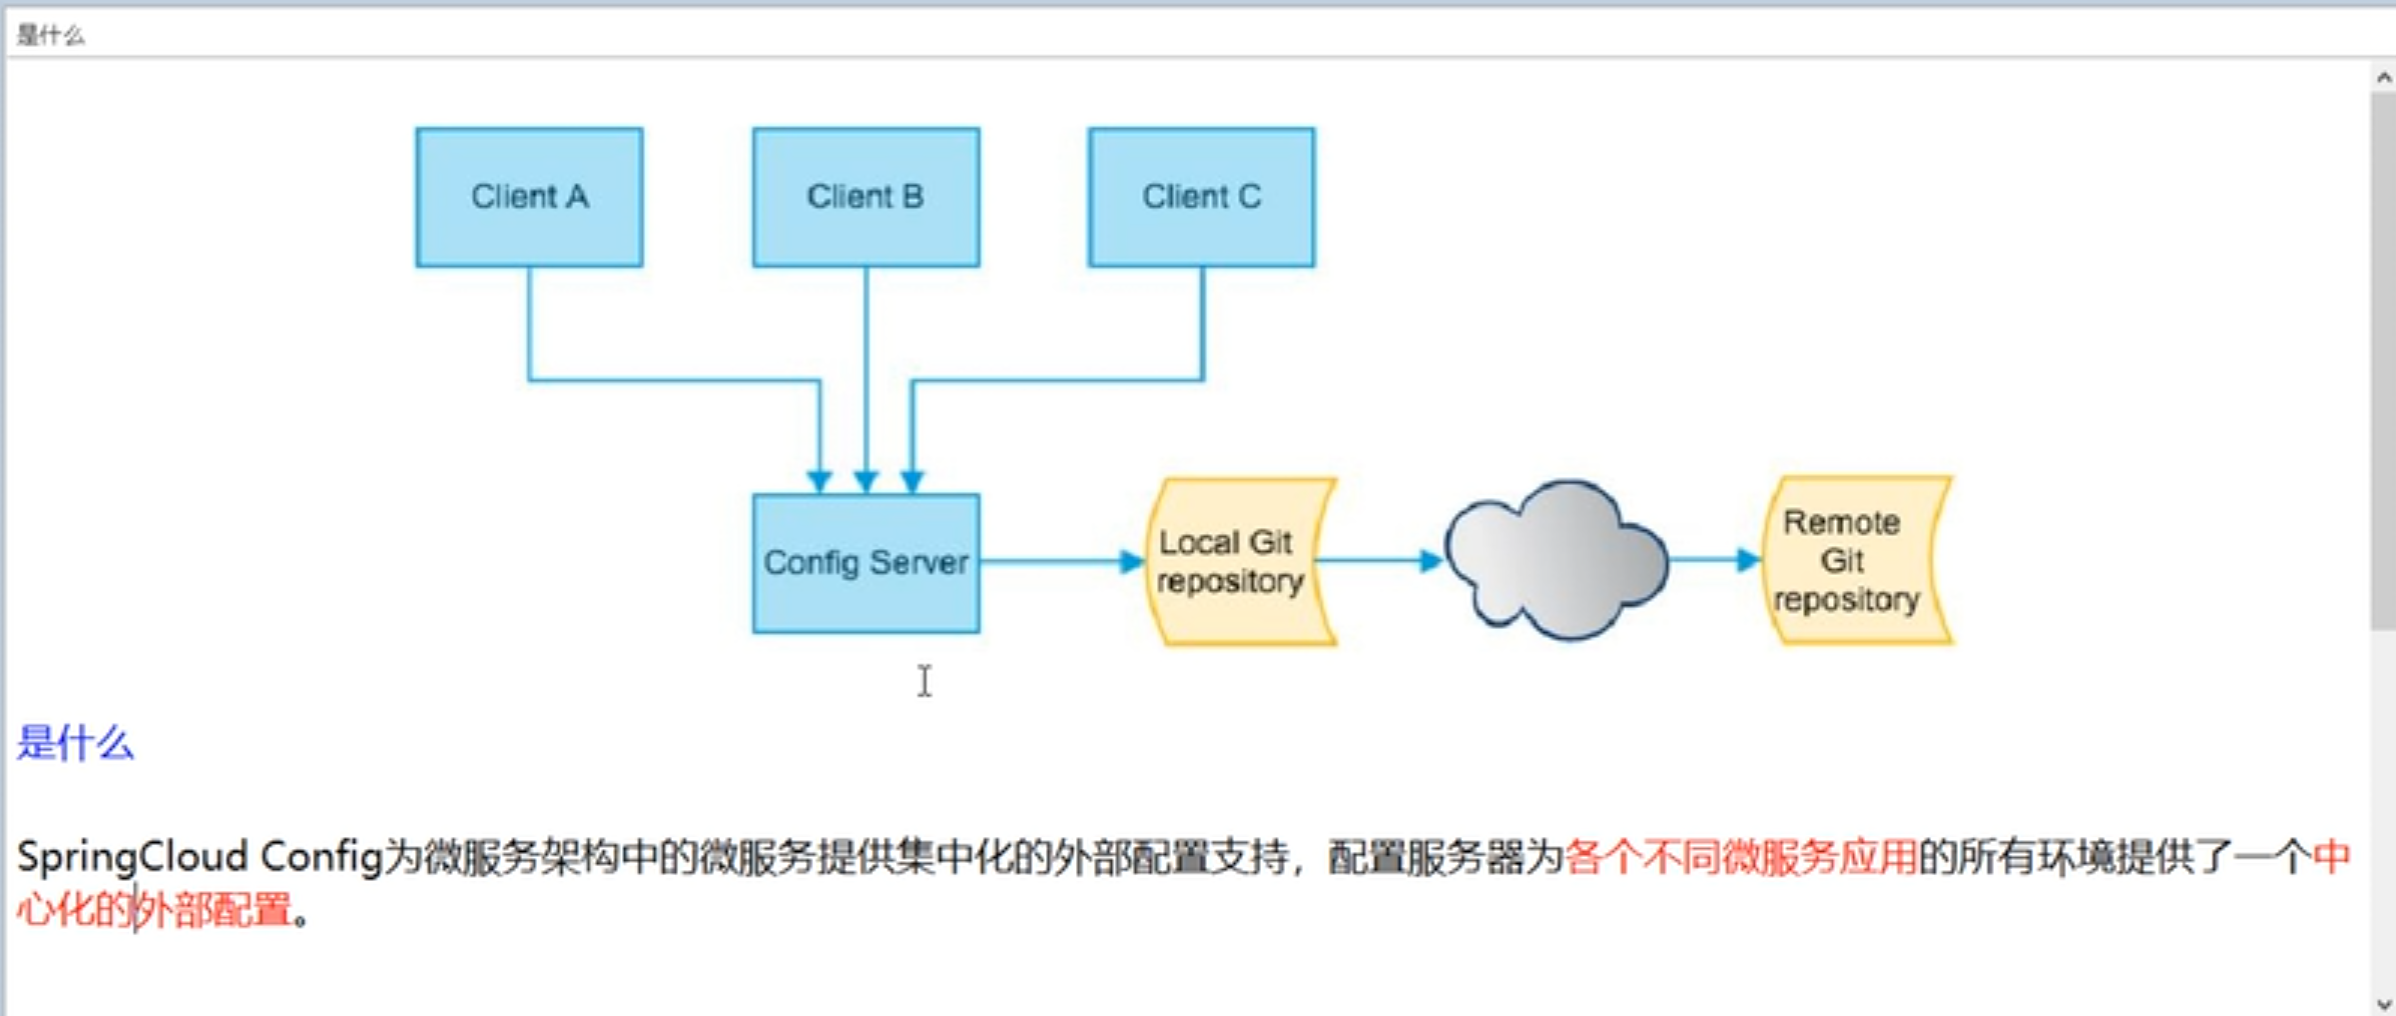 是什么
Client A
Client B
Client C
Config Server
Local Git
repository
Remote
Git
repository
是什么
SpringCloud Config为微服务架构中的微服务提供集中化的外部配置支持，配置服务器为各个不同微服务应用的所有环境提供了一个中
心化的外部配置。